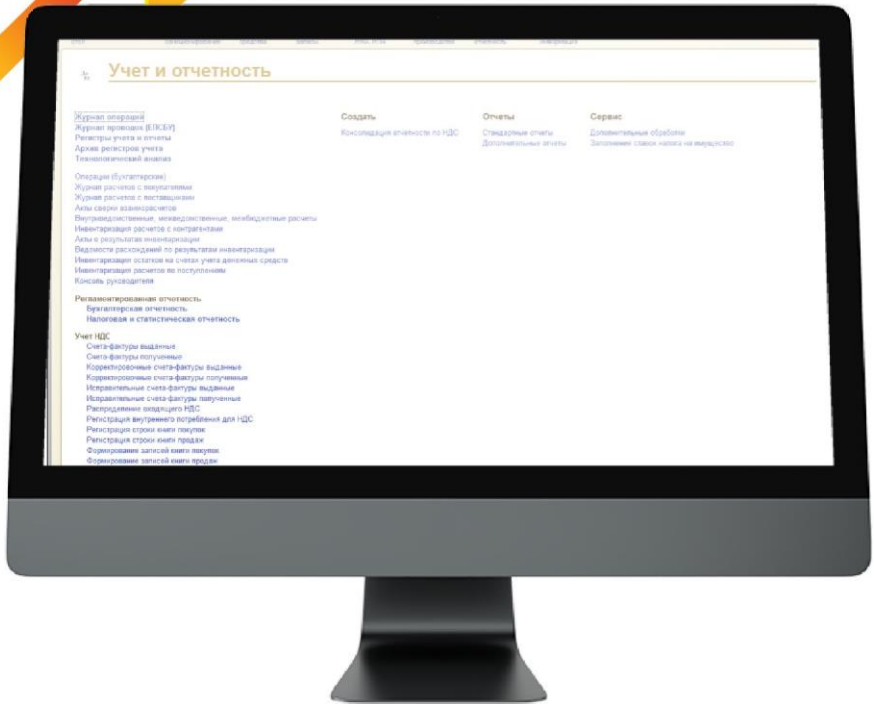 Учет и отчетность
Журнал операций
Журнал проводок (ЕПСБУ)
Регистры учета и отчеты
Архив регистров учета
Технологический анализ
Операции (бухгалтерские)
Журнал расчетов с покупателями
Журнал расчетов с поставщиками
Акты сверки взаиморасчетов
Внутриведомственные, межведомственные, межбюджетные расчеты
Инвентаризация расчетов с контрагентами
Акты о результатах инвентаризации
Ведомости расхождений по результатам инвентаризации
Инвентаризация остатков на счетах учета денежных средств
Инвентаризация расчетов по поступлениям
Консоль руководителя
Регламентированная отчетность
Бухгалтерская отчетность
Налоговая и статистическая отчетность
Учет НДС
Счета-фактуры выданные
Счета-фактуры полученные
Корректировочные счета-фактуры выданные
Корректировочные счета-фактуры полученные
Исправительные счета-фактуры выданные
Исправительные счета-фактуры полученные
Распределение входящего НДС
Регистрация внутреннего потребления для НДС
Регистрация строки книги покупок
Регистрация строки книги продаж
Формирование записей книги покупок
Формирование записей книги продаж
Создать
Консолидация отчетности по НДС
Отчеты
Стандартные отчеты
Дополнительные отчеты
Сервис
Дополнительные обработки
Заполнение ставок налога на имущество